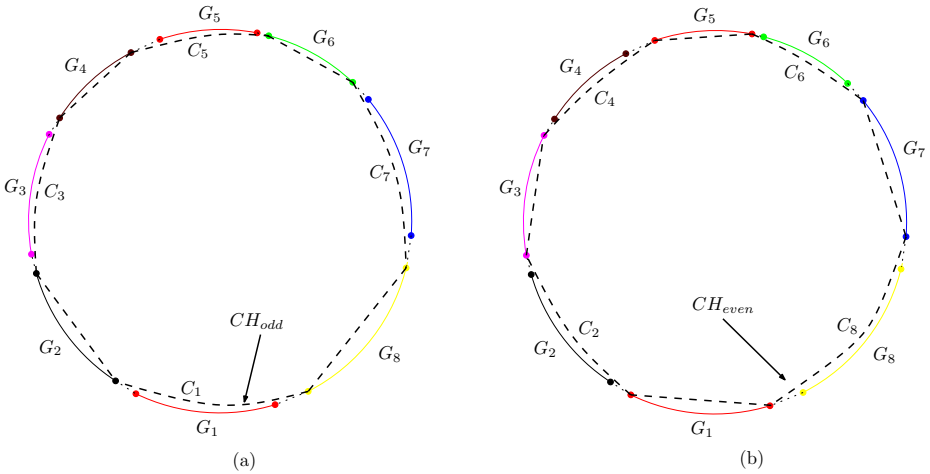 G₅
C₅
G₆
G₄
G₇
C₇
G₃
C₃
CH_odd
G₂
G₈
C₁
G₁
(a)
G₅
G₆
C₆
G₄
C₄
G₇
G₃
CH_even
C₂
C₈
G₂
G₈
G₁
(b)